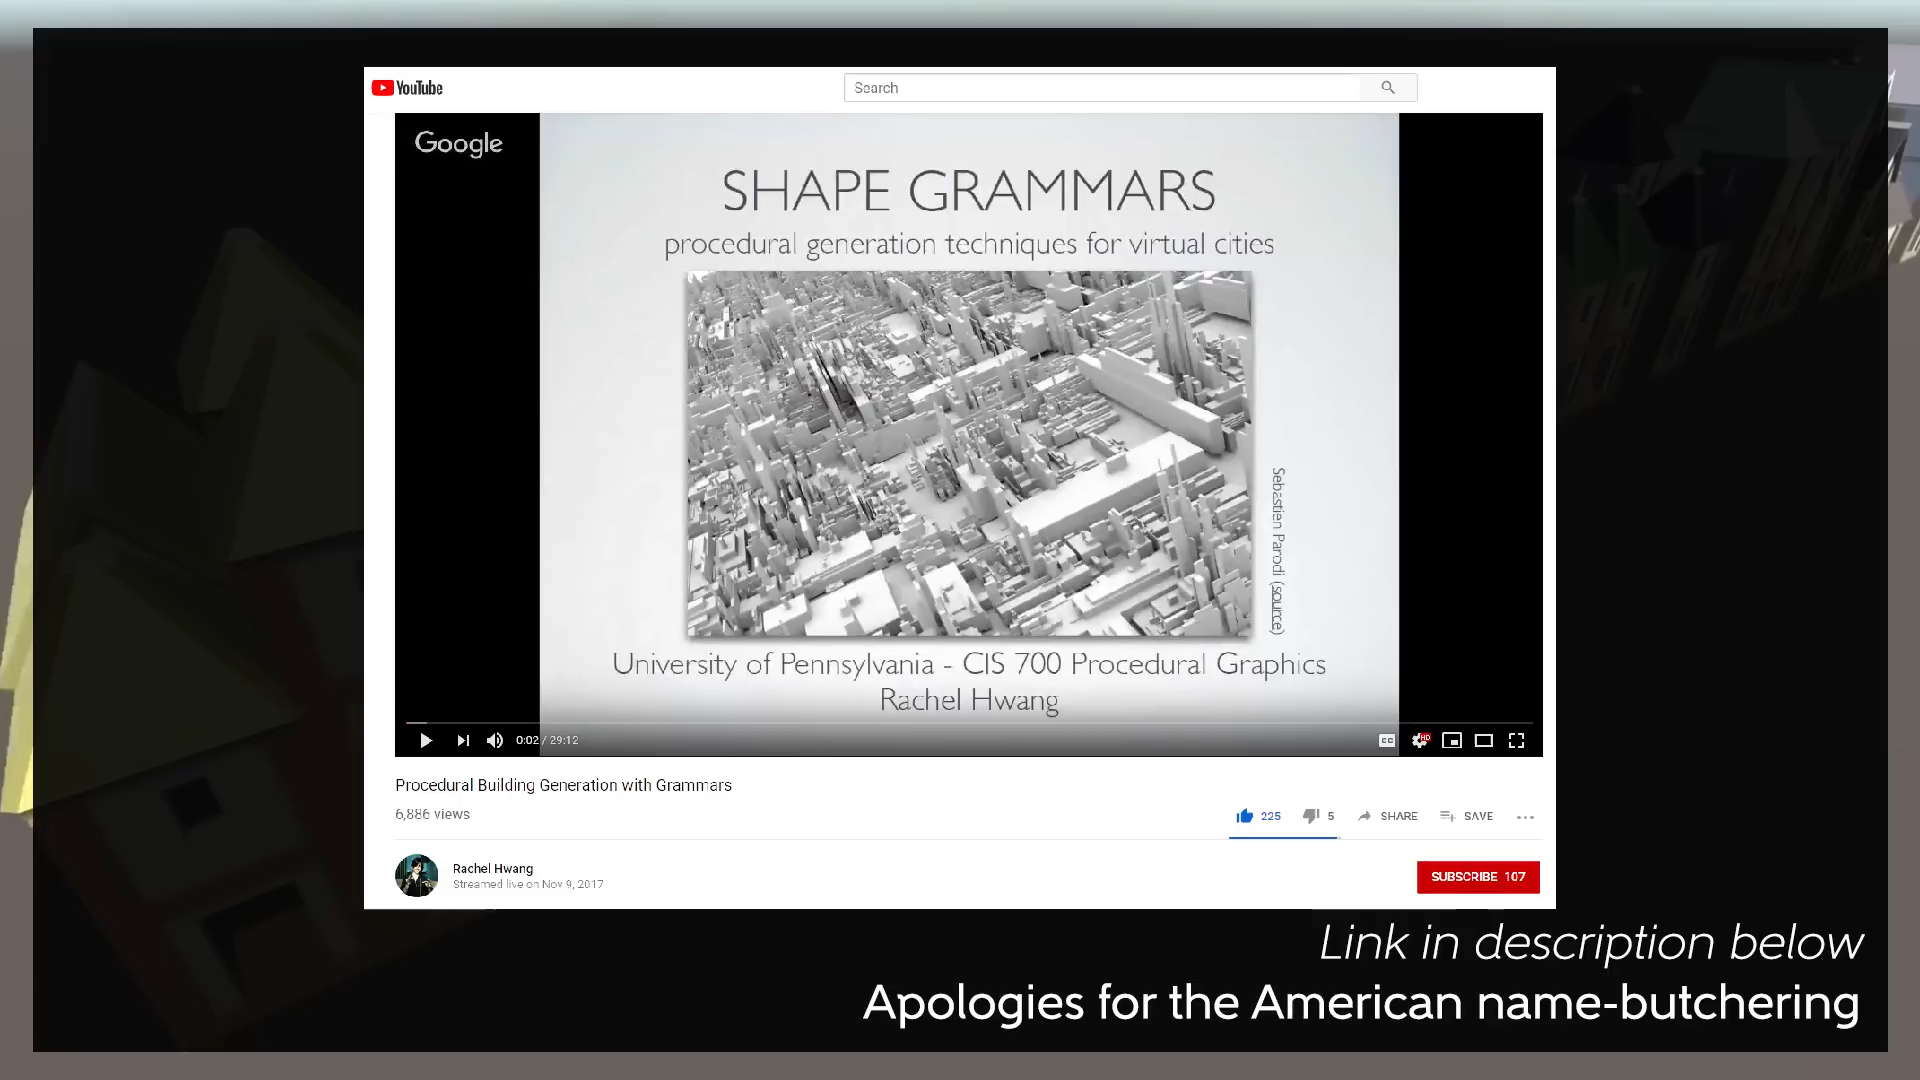 YouTube
Search
Google
SHAPE GRAMMARS
procedural generation techniques for virtual cities
Sebastien Parodi (source)
University of Pennsylvania - CIS 700 Procedural Graphics
Rachel Hwang
0:02 / 29:12
CC
HD
Procedural Building Generation with Grammars
6,886 views
225
5
SHARE
SAVE
Rachel Hwang
Streamed live on Nov 9, 2017
SUBSCRIBE 107
Link in description below
Apologies for the American name-butchering